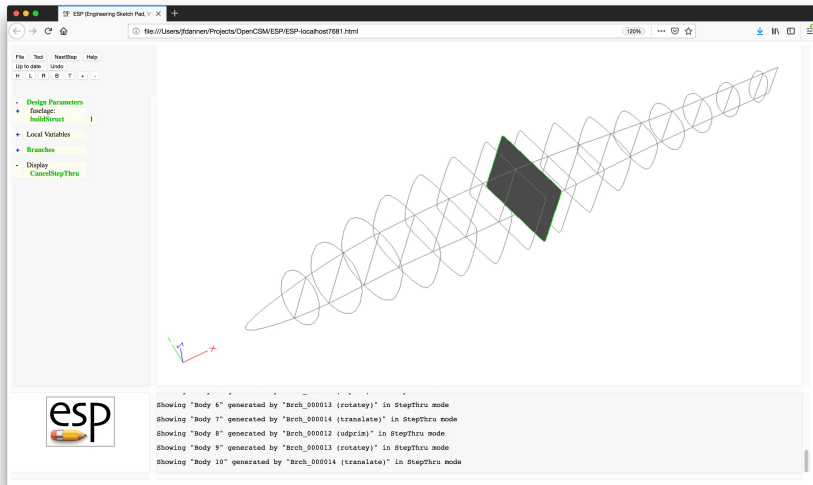 ESP (Engineering Sketch Pad, V
file:///Users/jfdannen/Projects/OpenCSM/ESP/ESP-localhost7681.html
120%
File Tool NextStep Help
Up to date Undo
H L R B T + -
- Design Parameters
+ fuselage:
buildStruct 1
+ Local Variables
+ Branches
- Display
CancelStepThru
X
esp
Showing "Body 6" generated by "Brch_000013 (rotatey)" in StepThru mode
Showing "Body 7" generated by "Brch_000014 (translate)" in StepThru mode
Showing "Body 8" generated by "Brch_000012 (udprim)" in StepThru mode
Showing "Body 9" generated by "Brch_000013 (rotatey)" in StepThru mode
Showing "Body 10" generated by "Brch_000014 (translate)" in StepThru mode